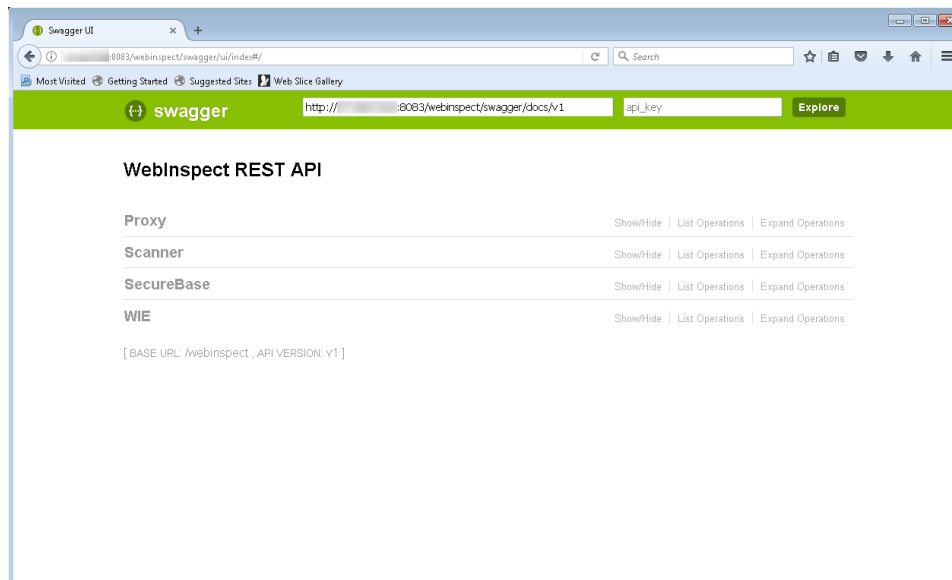 Swagger UI
:8083/webinspect/swagger/ui/index#/
Search
Most Visited Getting Started Suggested Sites Web Slice Gallery
swagger http:// :8083/webinspect/swagger/docs/v1 api_key Explore
WebInspect REST API
Proxy Show/Hide List Operations Expand Operations
Scanner Show/Hide List Operations Expand Operations
SecureBase Show/Hide List Operations Expand Operations
WIE Show/Hide List Operations Expand Operations
[ BASE URL: /webinspect , API VERSION: v1 ]